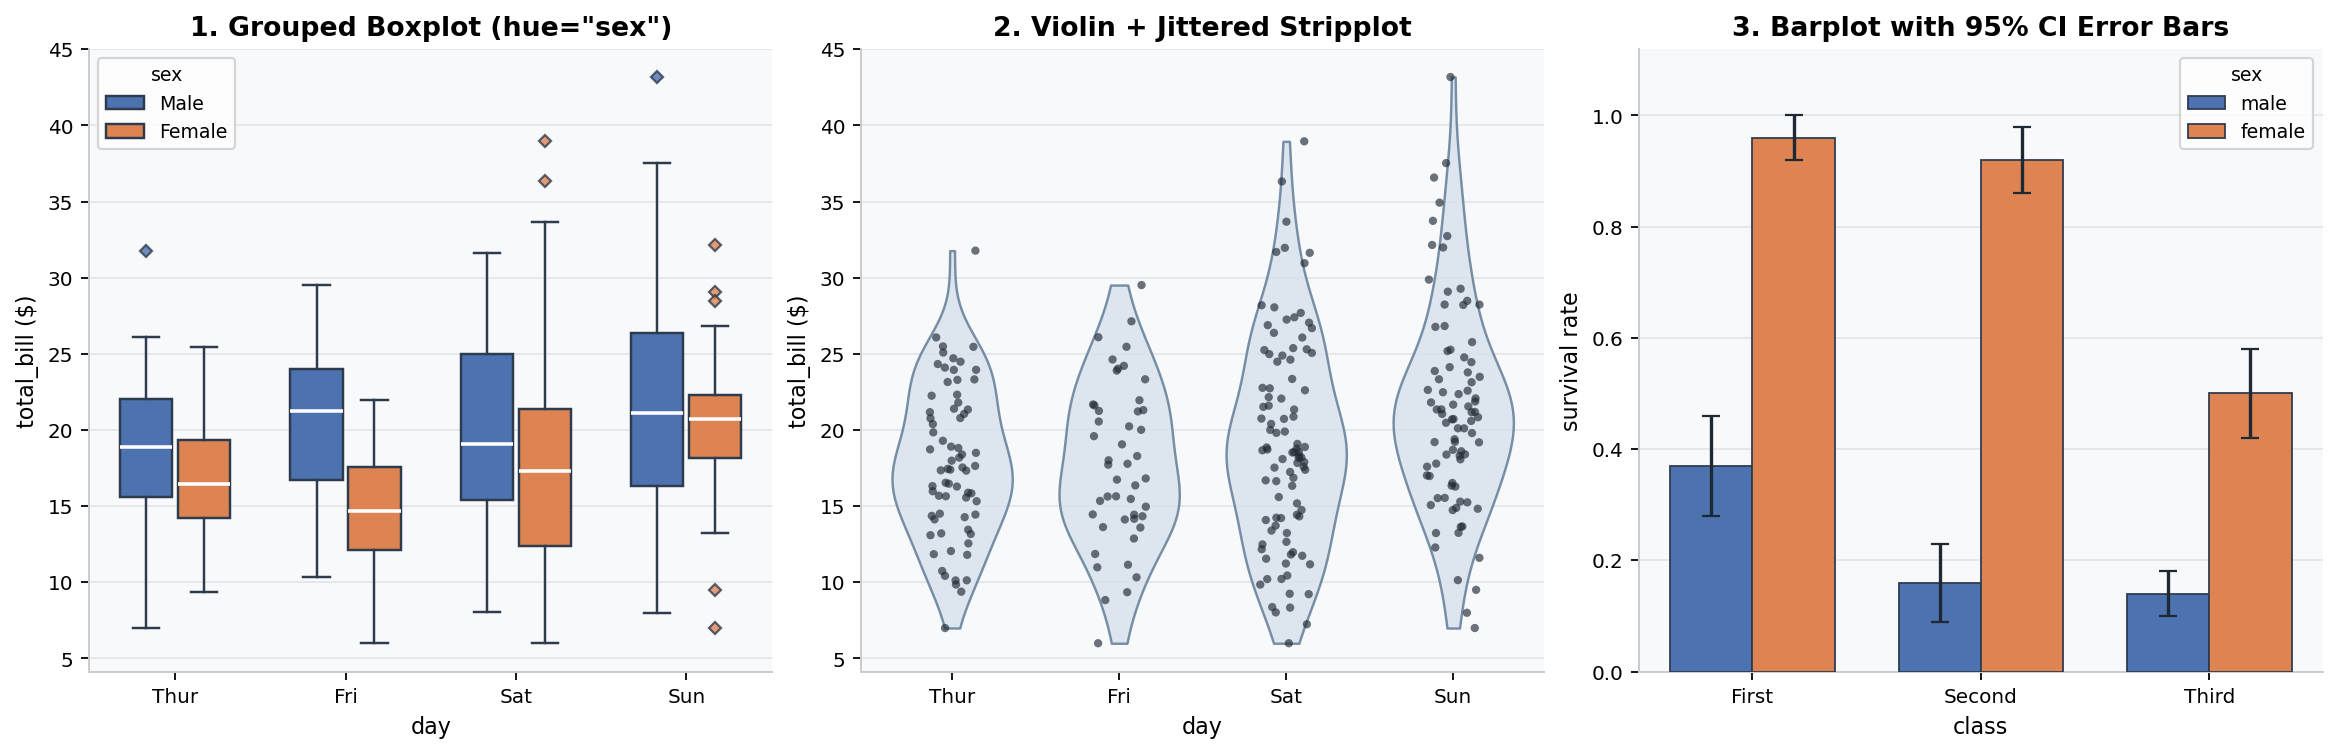 1. Grouped Boxplot (hue="sex")
sex
Male
Female
total_bill ($)
45
40
35
30
25
20
15
10
5
Thur Fri Sat Sun
day
2. Violin + Jittered Stripplot
total_bill ($)
45
40
35
30
25
20
15
10
5
Thur Fri Sat Sun
day
3. Barplot with 95% CI Error Bars
sex
male
female
survival rate
1.0
0.8
0.6
0.4
0.2
0.0
First Second Third
class